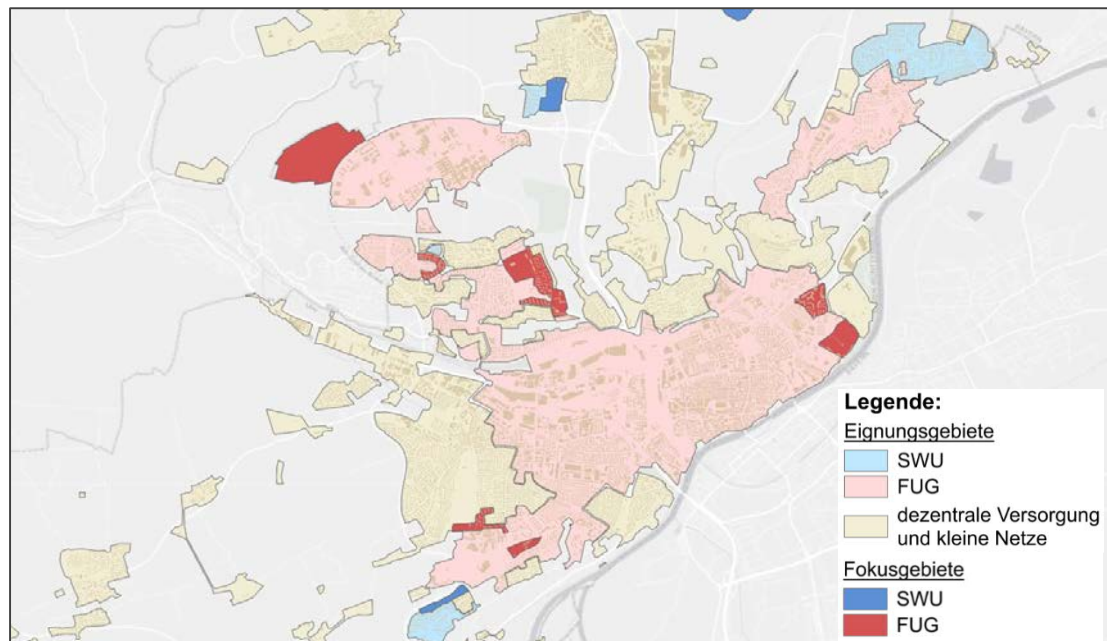 Legende:
Eignungsgebiete
SWU
FUG
dezentrale Versorgung
und kleine Netze
Fokusgebiete
SWU
FUG